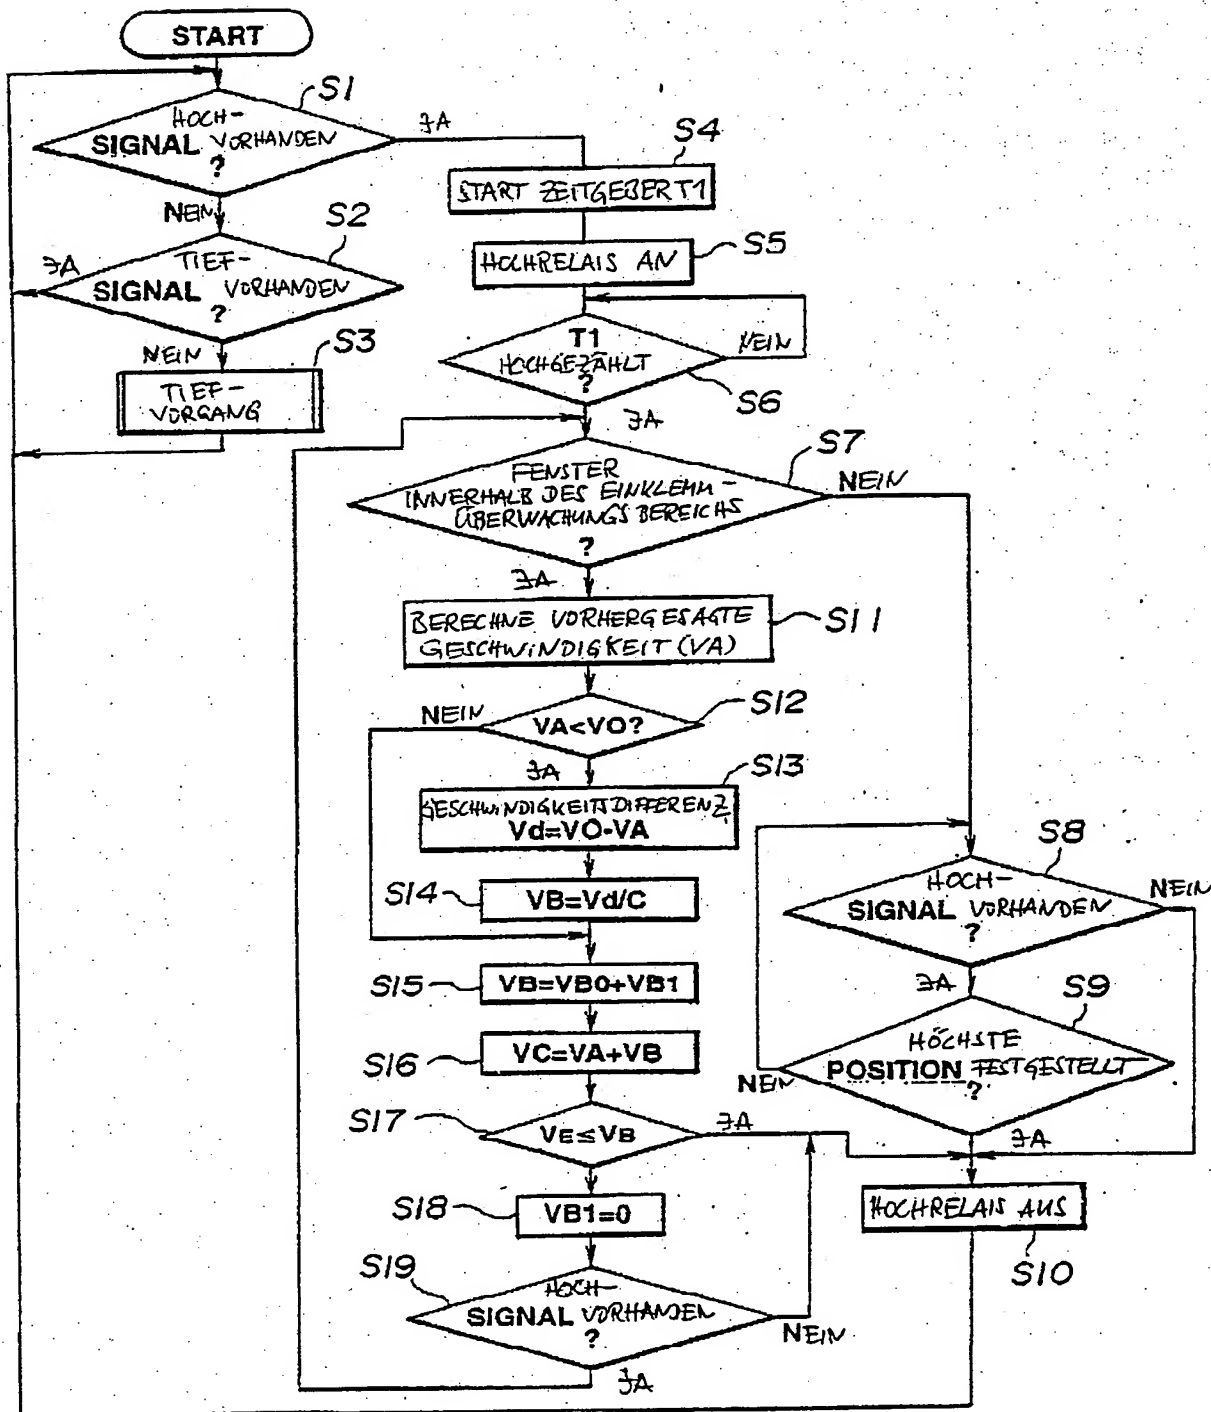 START
S1
HOCH-
SIGNAL VORHANDEN
?
JA
NEIN
S2
TIEF-
SIGNAL VORHANDEN
?
JA
NEIN
S3
TIEF-
VORGANG
S4
START ZEITGEBER T1
S5
HOCHRELAIS AN
T1
HOCHGEZÄHLT
?
NEIN
S6
JA
S7
FENSTER
INNERHALB DES EINKLEMM-
ÜBERWACHUNGSBEREICHS
?
NEIN
JA
S11
BERECHNE VORHERGESAGTE
GESCHWINDIGKEIT (VA)
S12
VA<VO?
NEIN
JA
S13
GESCHWINDIGKEITSDIFFERENZ
Vd=VO-VA
S14
VB=Vd/C
S15
VB=VB0+VB1
S16
VC=VA+VB
S17
VE≤VB
JA
S18
VB1=0
S19
HOCH-
SIGNAL VORHANDEN
?
NEIN
JA
S8
HOCH-
SIGNAL VORHANDEN
?
NEIN
JA
S9
HÖCHSTE
POSITION FESTGESTELLT
?
NEIN
JA
HOCHRELAIS AUS
S10